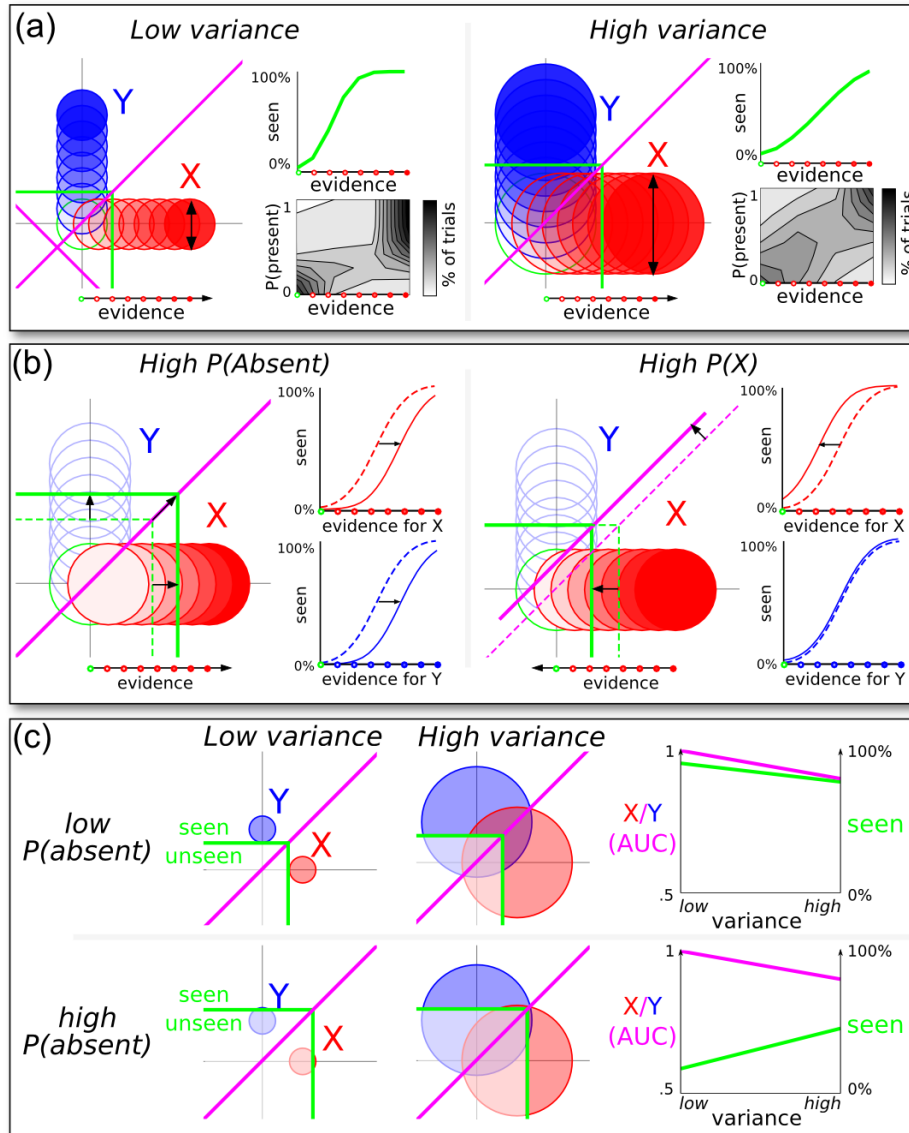 (a)
Low variance
High variance
Y
X
100%
seen
0%
evidence
1
P(present)
0
evidence
% of trials
evidence
Y
X
100%
seen
0%
evidence
1
P(present)
0
evidence
% of trials
evidence
(b)
High P(Absent)
High P(X)
Y
X
100%
seen
0%
evidence for X
100%
seen
0%
evidence for Y
evidence
Y
X
100%
seen
0%
evidence for X
100%
seen
0%
evidence for Y
evidence
(c)
Low variance
High variance
low
P(absent)
seen
unseen
Y
X
X/Y
(AUC)
1
.5
100%
0%
seen
low
high
variance
high
P(absent)
seen
unseen
Y
X
X/Y
(AUC)
1
.5
100%
0%
seen
low
high
variance